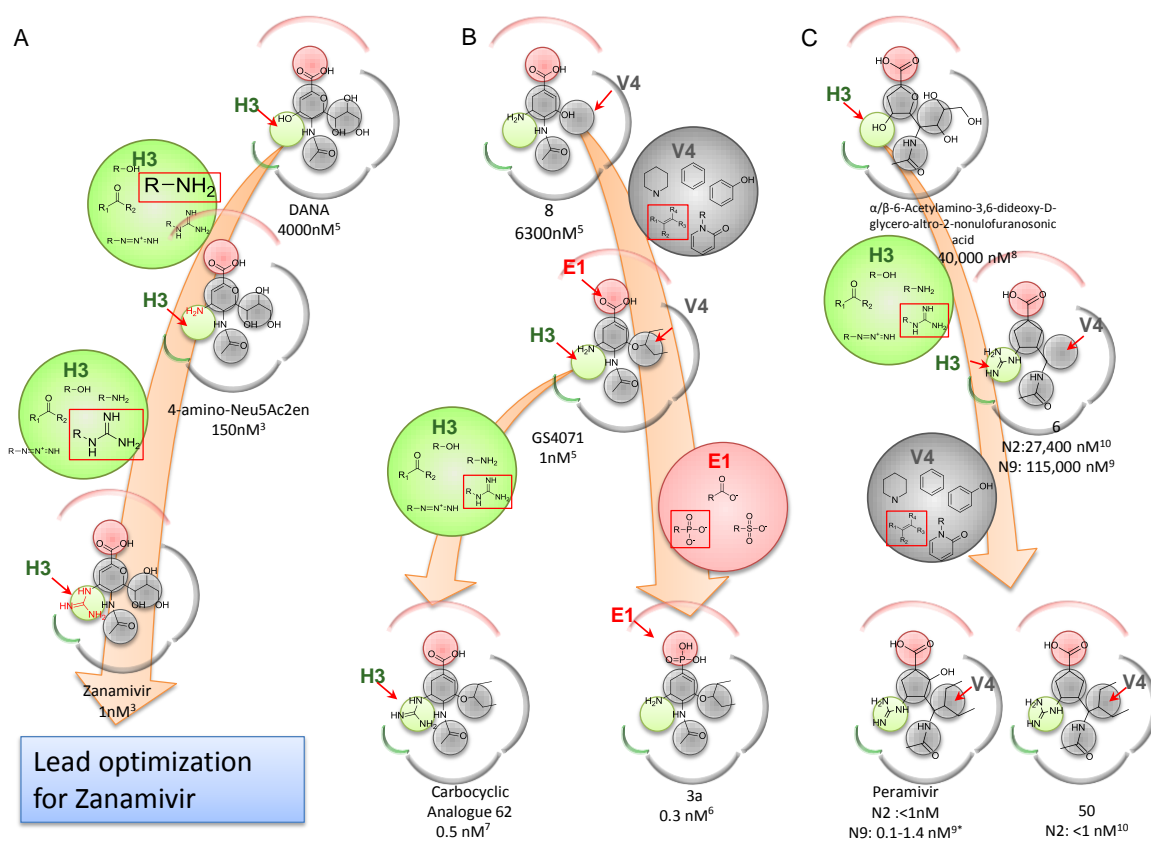 A
H3
DANA
4000nM⁵
H3
R-OH
R–NH₂
H3
4-amino-Neu5Ac2en
150nM³
H3
R-OH
R-NH₂
H3
Zanamivir
1nM³
Lead optimization
for Zanamivir
B
V4
8
6300nM⁵
V4
E1
V4
H3
GS4071
1nM⁵
H3
R-OH
R-NH₂
E1
H3
Carbocyclic
Analogue 62
0.5 nM⁷
E1
3a
0.3 nM⁶
C
H3
α/β-6-Acetylamino-3,6-dideoxy-D-
glycero-altro-2-nonulofuranosonic
acid
40,000 nM⁸
H3
R-OH
R-NH₂
V4
H3
6
N2:27,400 nM¹⁰
N9: 115,000 nM⁹
V4
V4
Peramivir
N2 :<1nM
N9: 0.1-1.4 nM⁹*
V4
50
N2: <1 nM¹⁰